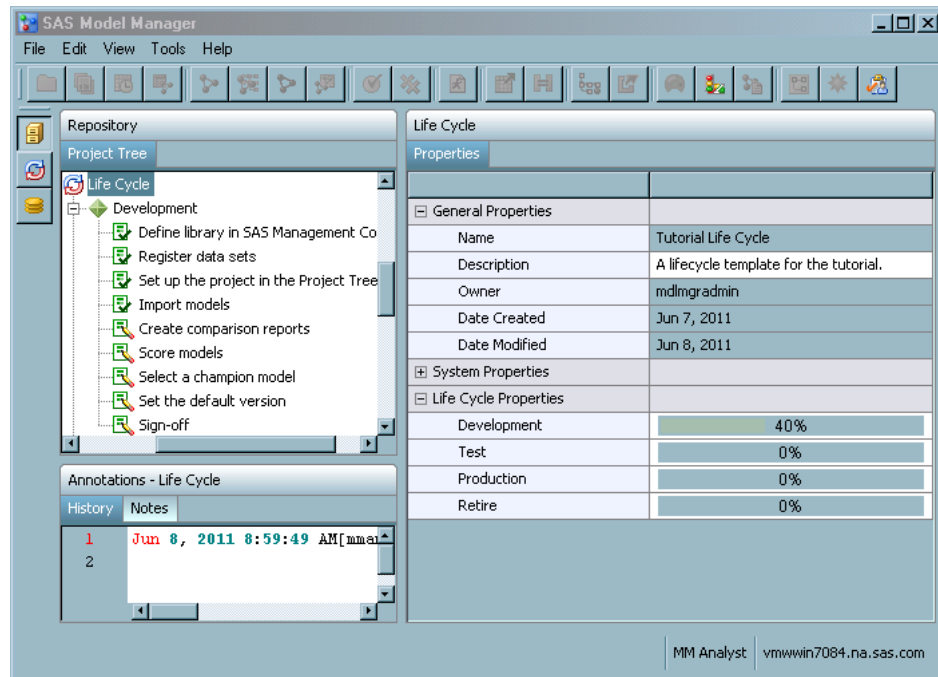 SAS Model Manager
File Edit View Tools Help
Repository
Project Tree
Life Cycle
Development
Define library in SAS Management Co
Register data sets
Set up the project in the Project Tree
Import models
Create comparison reports
Score models
Select a champion model
Set the default version
Sign-off
Annotations - Life Cycle
History Notes
1 Jun 8, 2011 8:59:49 AM[mma
2
Life Cycle
Properties
General Properties
Name Tutorial Life Cycle
Description A lifecycle template for the tutorial.
Owner mdlmgradmin
Date Created Jun 7, 2011
Date Modified Jun 8, 2011
System Properties
Life Cycle Properties
Development 40%
Test 0%
Production 0%
Retire 0%
MM Analyst vmwwin7084.na.sas.com